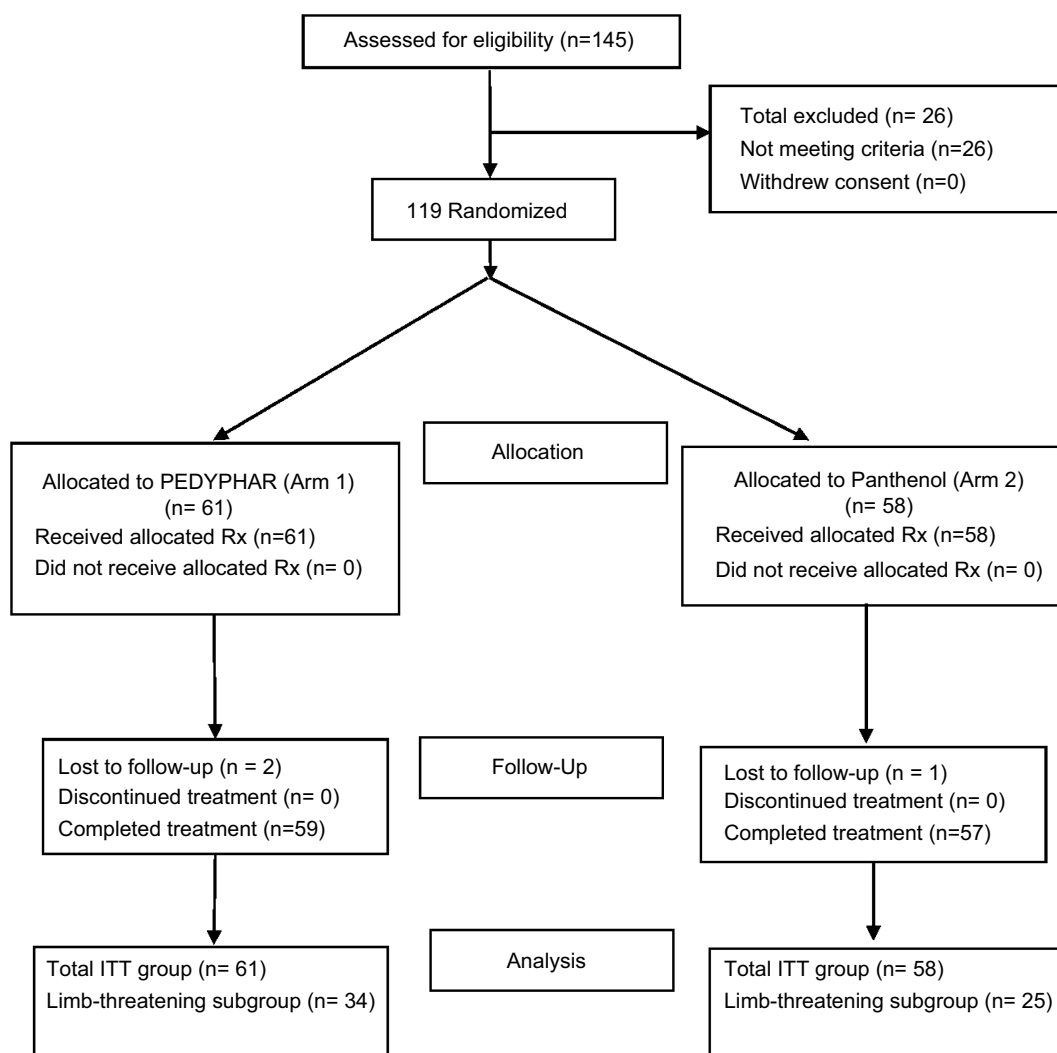 Assessed for eligibility (n=145)
Total excluded (n= 26)
Not meeting criteria (n=26)
Withdrew consent (n=0)
119 Randomized
Allocation
Allocated to PEDYPHAR (Arm 1)
(n= 61)
Received allocated Rx (n=61)
Did not receive allocated Rx (n= 0)
Allocated to Panthenol (Arm 2)
(n= 58)
Received allocated Rx (n=58)
Did not receive allocated Rx (n= 0)
Follow-Up
Lost to follow-up (n = 2)
Discontinued treatment (n= 0)
Completed treatment (n=59)
Lost to follow-up (n = 1)
Discontinued treatment (n= 0)
Completed treatment (n=57)
Analysis
Total ITT group (n= 61)
Limb-threatening subgroup (n= 34)
Total ITT group (n= 58)
Limb-threatening subgroup (n= 25)